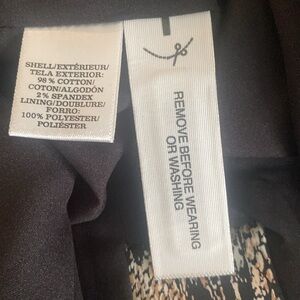 SHELL/EXTÉRIEUR/
TELA EXTERIOR:
98% COTTON/
COTON/ALGODÓN
2% SPANDEX
LINING/DOUBLURE/
FORRO:
100% POLYESTER/
POLIÉSTER
REMOVE BEFORE WEARING
OR WASHING